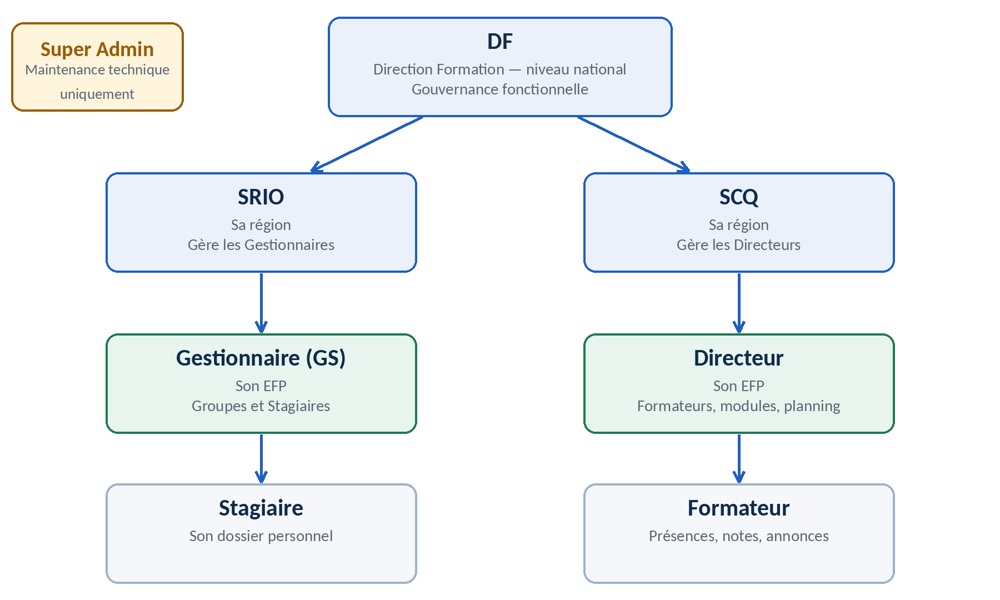 Super Admin
Maintenance technique
uniquement
DF
Direction Formation — niveau national
Gouvernance fonctionnelle
SRIO
Sa région
Gère les Gestionnaires
SCQ
Sa région
Gère les Directeurs
Gestionnaire (GS)
Son EFP
Groupes et Stagiaires
Directeur
Son EFP
Formateurs, modules, planning
Stagiaire
Son dossier personnel
Formateur
Présences, notes, annonces